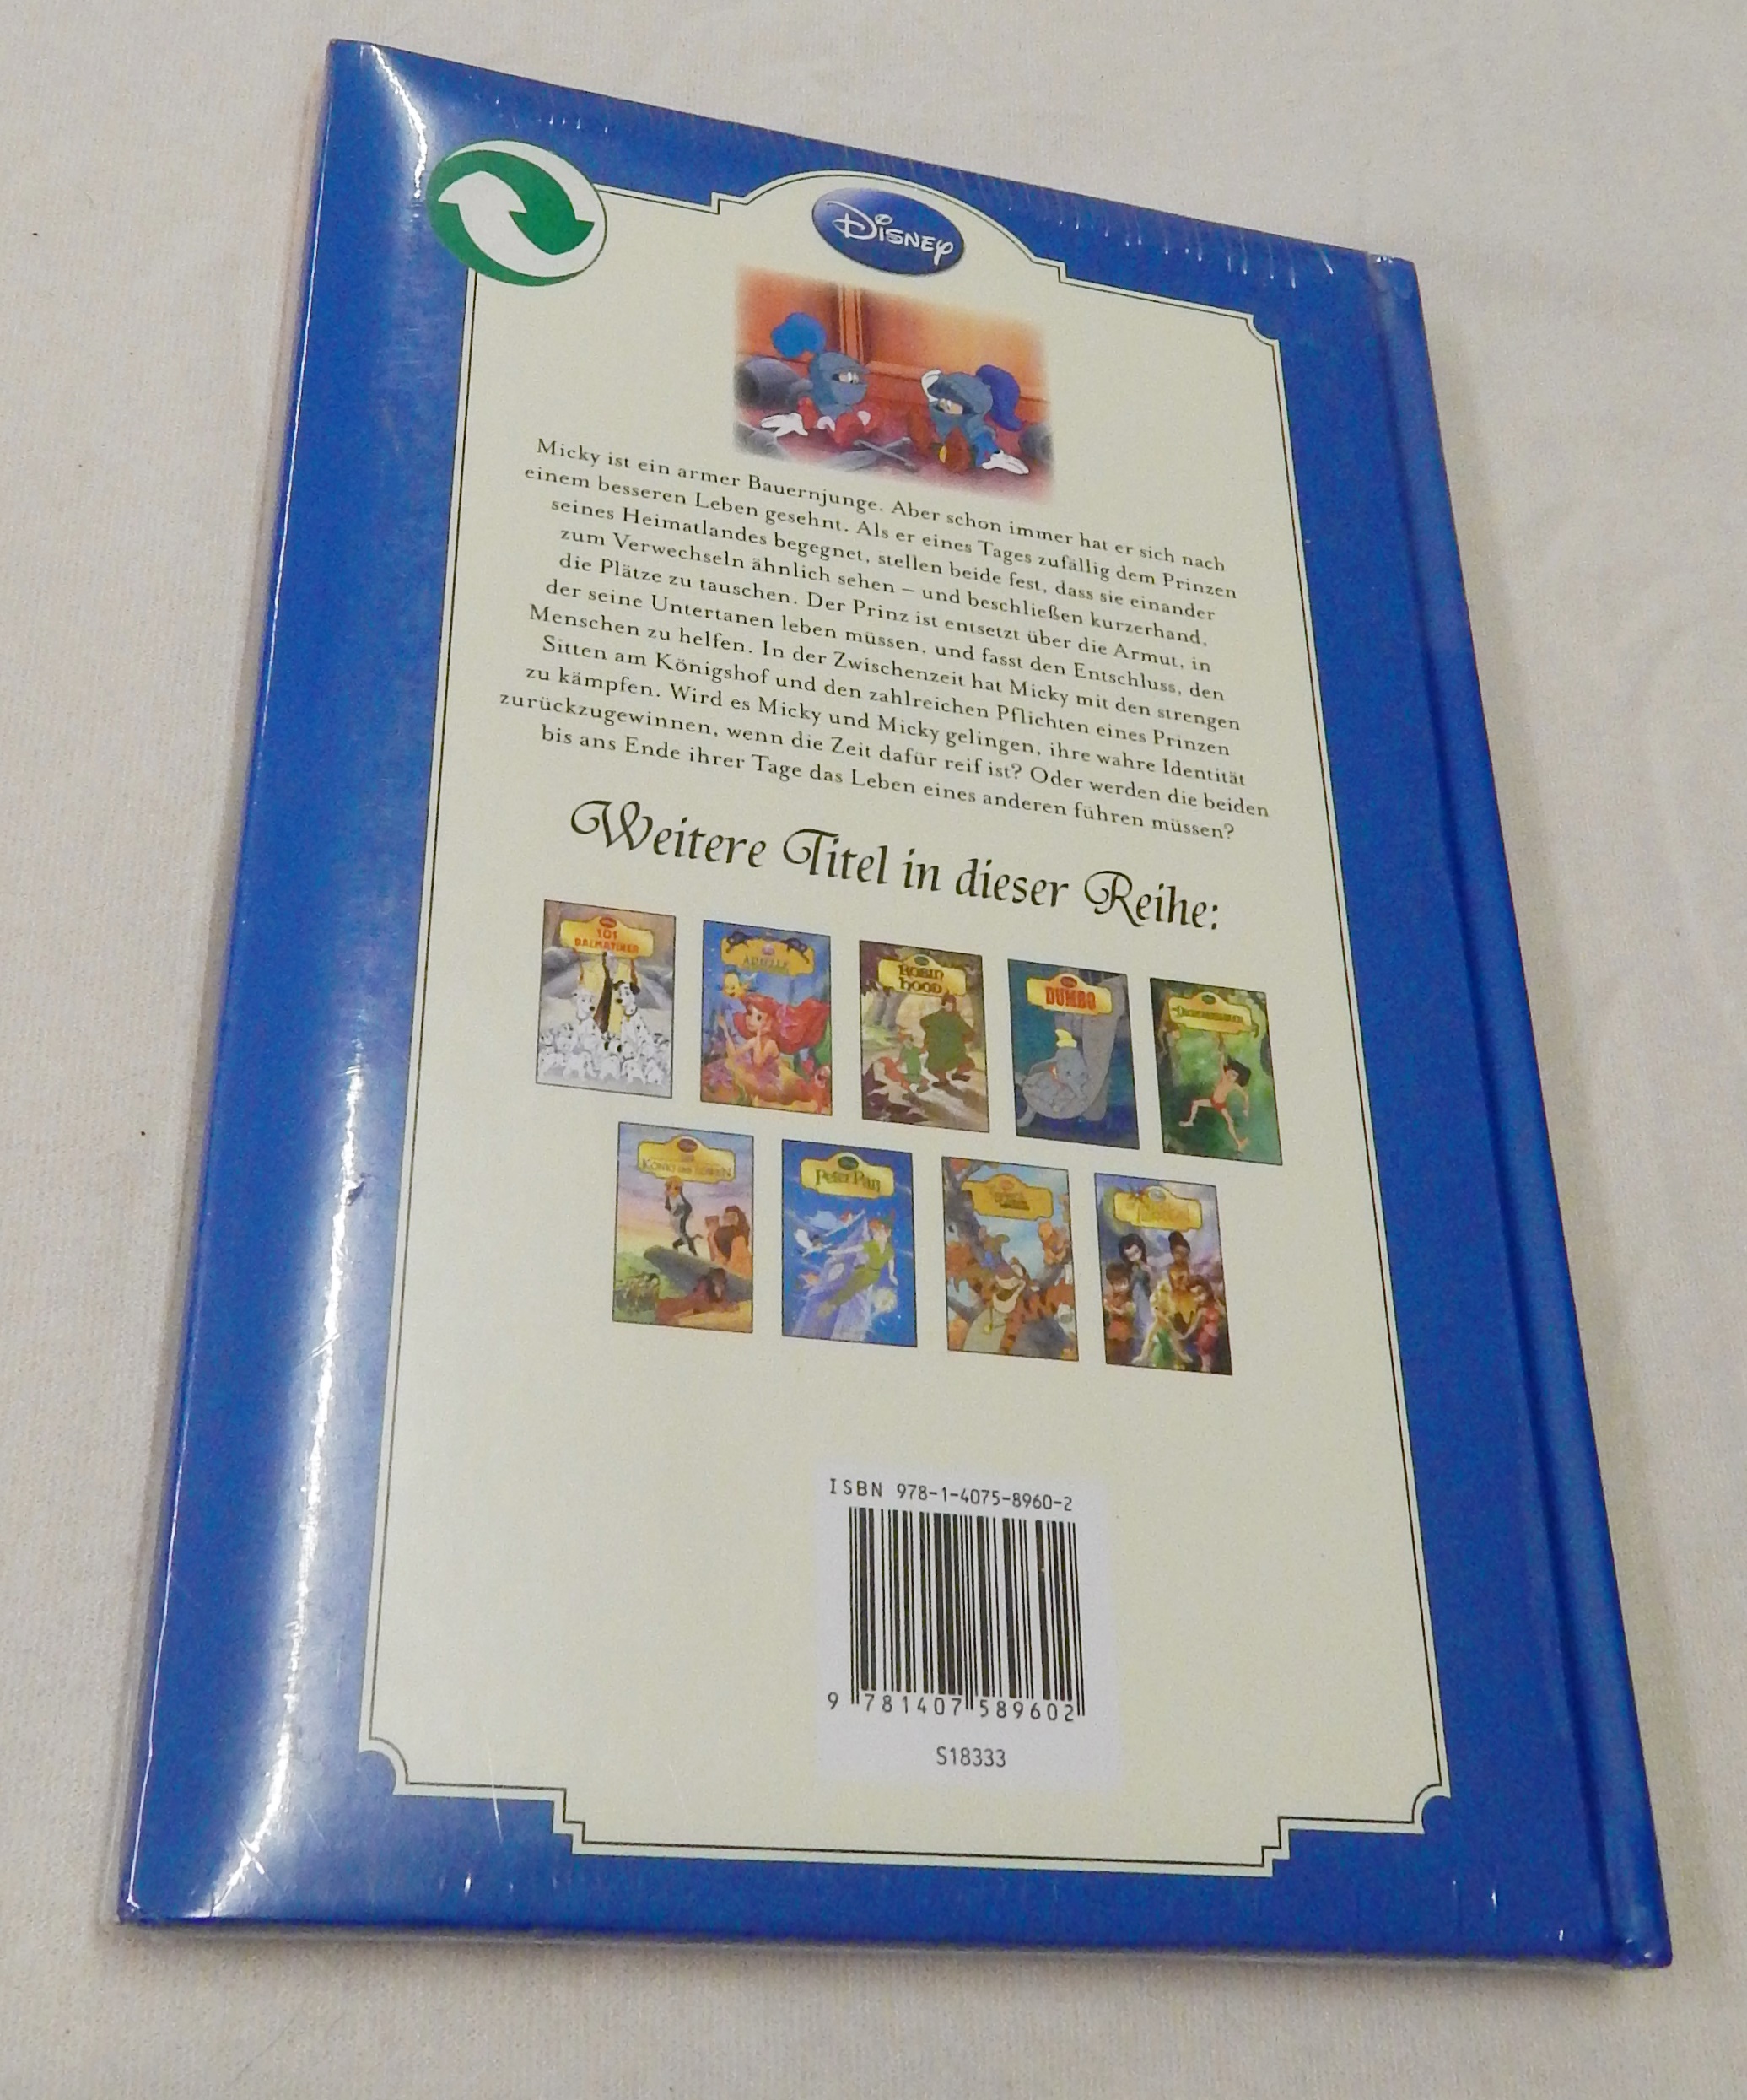 Disney
Micky ist ein armer Bauernjunge. Aber schon immer hat er sich nach
einem besseren Leben gesehnt. Als er eines Tages zufällig dem Prinzen
seines Heimatlandes begegnet, stellen beide fest, dass sie einander
zum Verwechseln ähnlich sehen – und beschließen kurzerhand,
die Plätze zu tauschen. Der Prinz ist entsetzt über die Armut, in
der seine Untertanen leben müssen, und fasst den Entschluss, den
Menschen zu helfen. In der Zwischenzeit hat Micky mit den strengen
Sitten am Königshof und den zahlreichen Pflichten eines Prinzen
zu kämpfen. Wird es Micky und Micky gelingen, ihre wahre Identität
zurückzugewinnen, wenn die Zeit dafür reif ist? Oder werden die beiden
bis ans Ende ihrer Tage das Leben eines anderen führen müssen?
Weitere Titel in dieser Reihe:
101
DALMATINER
ARIELLE
ROBIN
HOOD
DUMBO
DSCHUNGELBUCH
KÖNIG DER LÖWEN
Peter Pan
ISBN 978-1-4075-8960-2
9 781407 589602
S18333